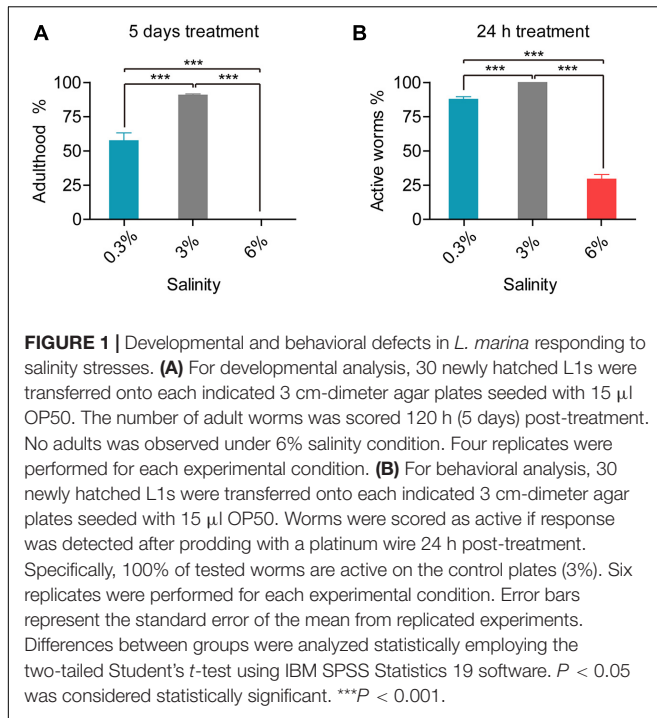 A
5 days treatment
***
***
***
Adulthood %
100
75
50
25
0
0.3%
3%
6%
Salinity
B
24 h treatment
***
***
***
Active worms %
100
75
50
25
0
0.3%
3%
6%
Salinity
FIGURE 1 | Developmental and behavioral defects in L. marina responding to
salinity stresses. (A) For developmental analysis, 30 newly hatched L1s were
transferred onto each indicated 3 cm-dimeter agar plates seeded with 15 μl
OP50. The number of adult worms was scored 120 h (5 days) post-treatment.
No adults was observed under 6% salinity condition. Four replicates were
performed for each experimental condition. (B) For behavioral analysis, 30
newly hatched L1s were transferred onto each indicated 3 cm-dimeter agar
plates seeded with 15 μl OP50. Worms were scored as active if response
was detected after prodding with a platinum wire 24 h post-treatment.
Specifically, 100% of tested worms are active on the control plates (3%). Six
replicates were performed for each experimental condition. Error bars
represent the standard error of the mean from replicated experiments.
Differences between groups were analyzed statistically employing the
two-tailed Student's t-test using IBM SPSS Statistics 19 software. P < 0.05
was considered statistically significant. ***P < 0.001.